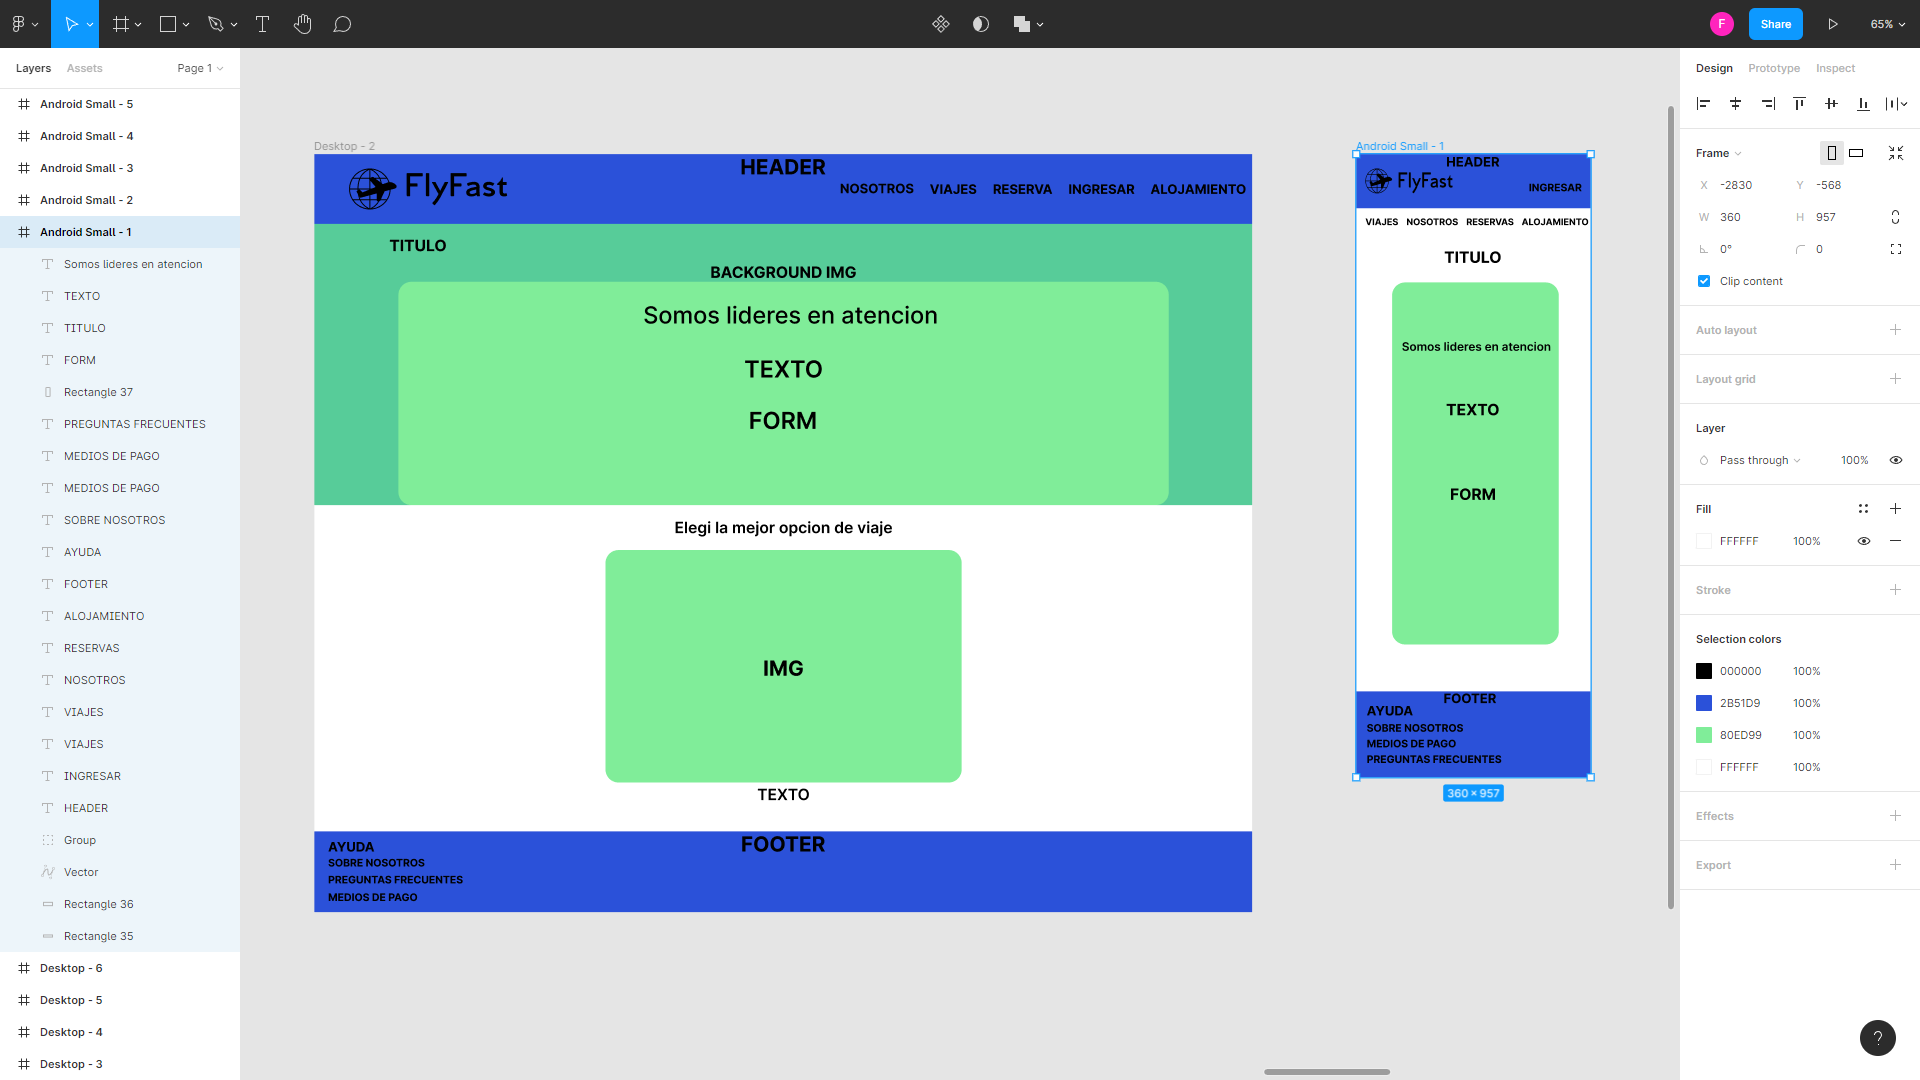 F
Share
65%
Layers
Assets
Page 1
Android Small - 5
Android Small - 4
Android Small - 3
Android Small - 2
Android Small - 1
Somos lideres en atencion
TEXTO
TITULO
FORM
Rectangle 37
PREGUNTAS FRECUENTES
MEDIOS DE PAGO
MEDIOS DE PAGO
SOBRE NOSOTROS
AYUDA
FOOTER
ALOJAMIENTO
RESERVAS
NOSOTROS
VIAJES
VIAJES
INGRESAR
HEADER
Group
Vector
Rectangle 36
Rectangle 35
Desktop - 6
Desktop - 5
Desktop - 4
Desktop - 3
Desktop - 2
HEADER
FlyFast
NOSOTROS
VIAJES
RESERVA
INGRESAR
ALOJAMIENTO
TITULO
BACKGROUND IMG
Somos lideres en atencion
TEXTO
FORM
Elegi la mejor opcion de viaje
IMG
TEXTO
FOOTER
AYUDA
SOBRE NOSOTROS
PREGUNTAS FRECUENTES
MEDIOS DE PAGO
Android Small - 1
HEADER
FlyFast
INGRESAR
VIAJES
NOSOTROS
RESERVAS
ALOJAMIENTO
TITULO
Somos lideres en atencion
TEXTO
FORM
FOOTER
AYUDA
SOBRE NOSOTROS
MEDIOS DE PAGO
PREGUNTAS FRECUENTES
360 × 957
Design
Prototype
Inspect
Frame
X -2830
Y -568
W 360
H 957
0°
0
Clip content
Auto layout
Layout grid
Layer
Pass through
100%
Fill
FFFFFF 100%
Stroke
Selection colors
000000 100%
2B51D9 100%
80ED99 100%
FFFFFF 100%
Effects
Export
?